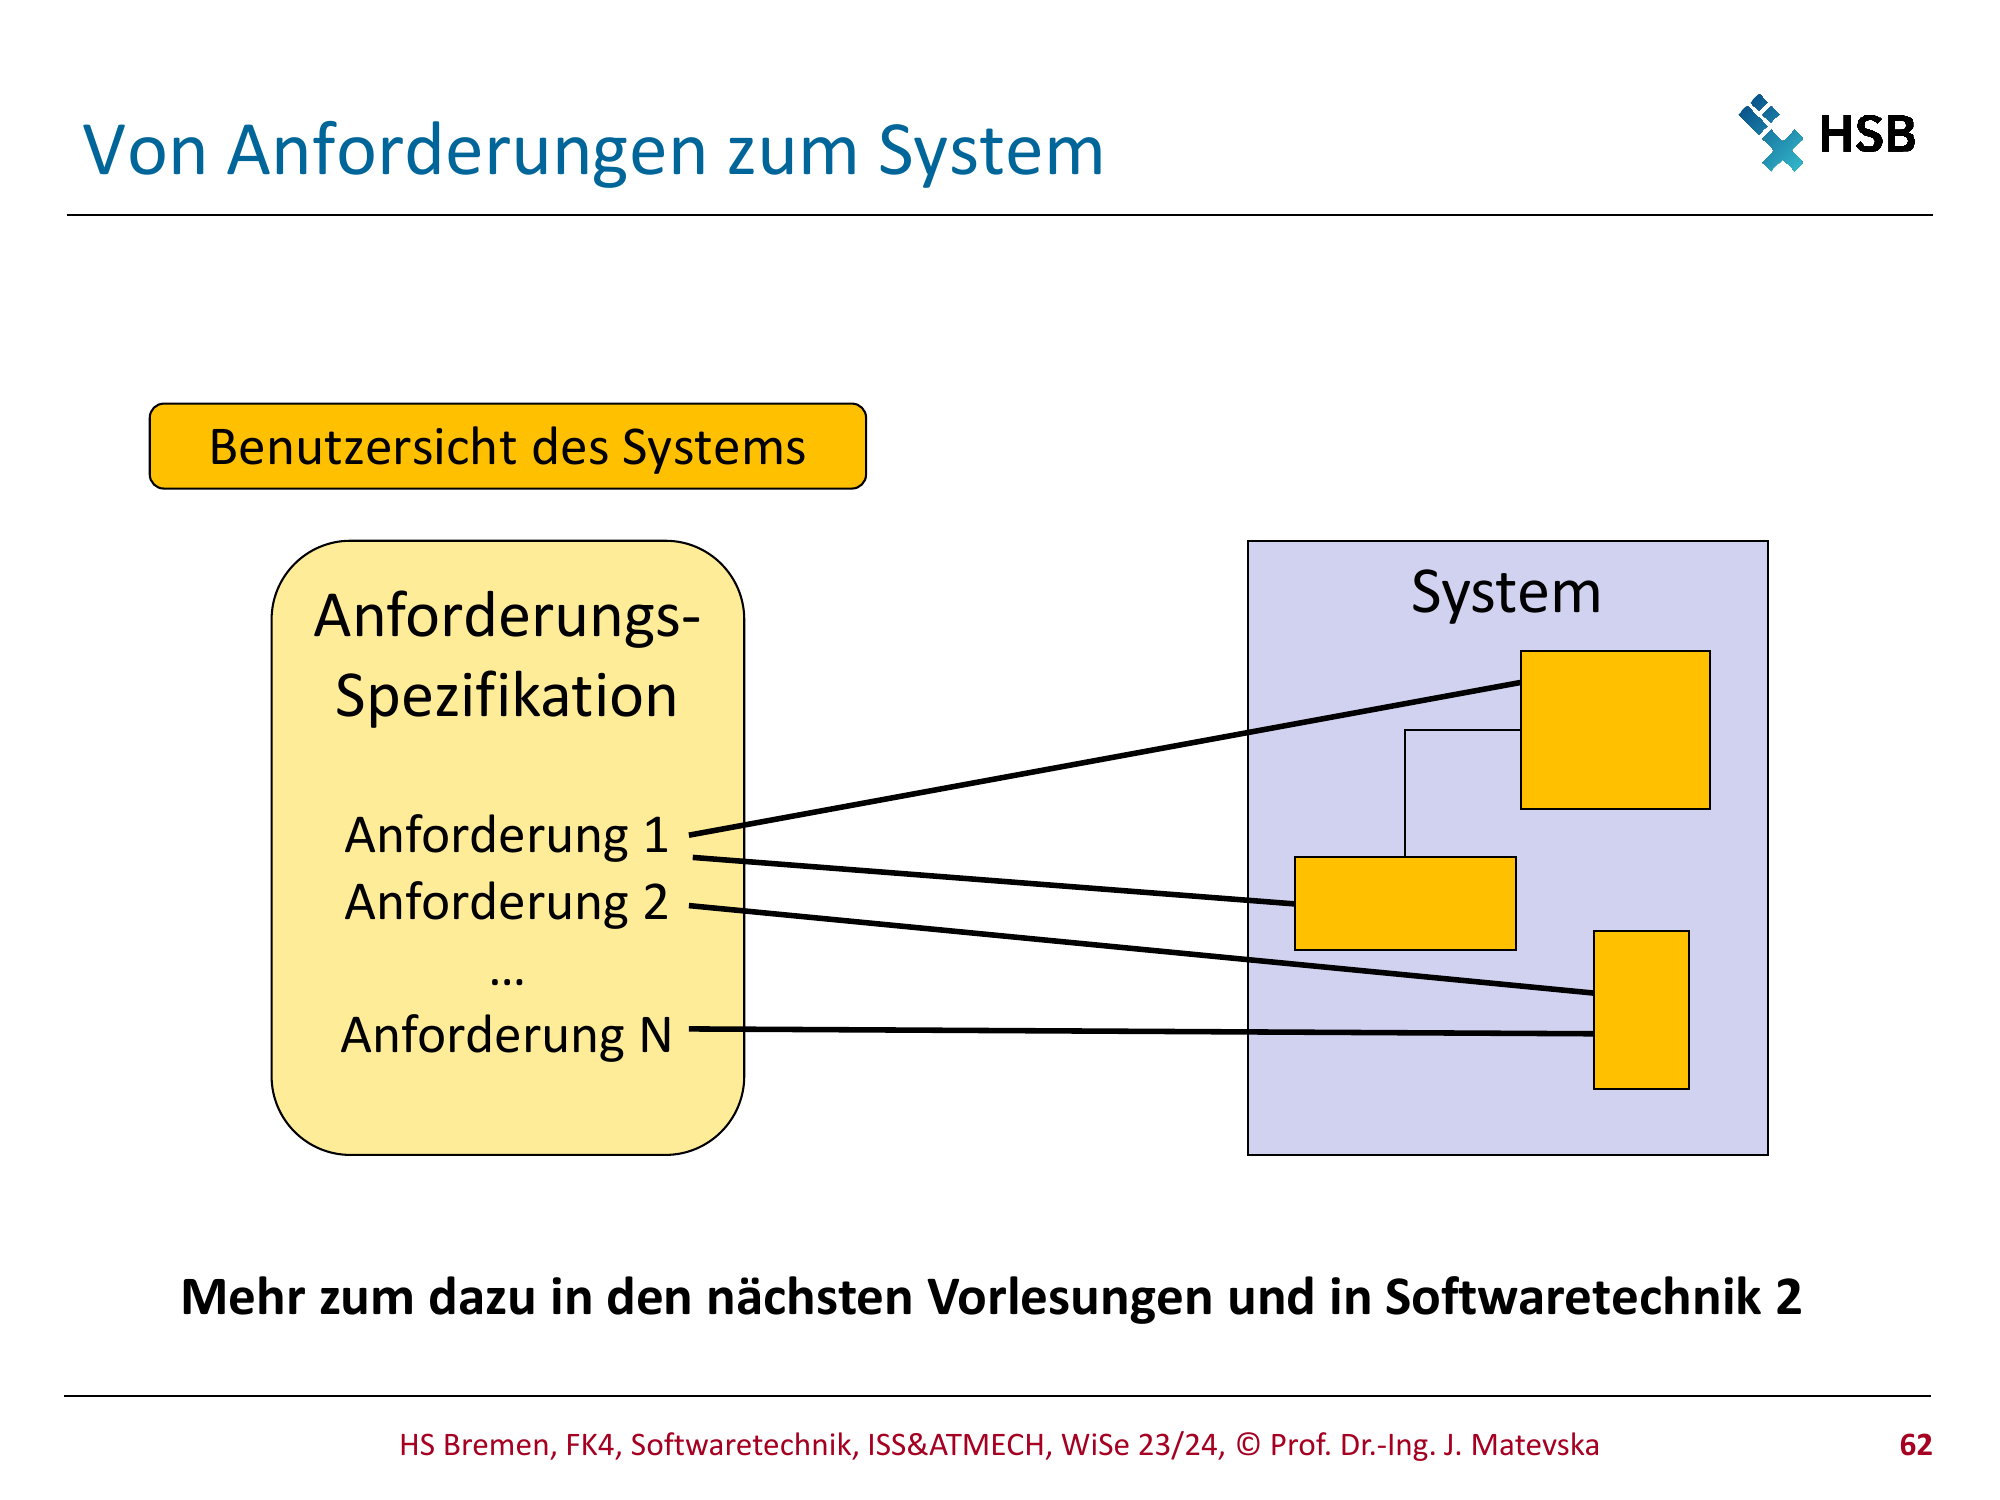 Von Anforderungen zum System
HSB
Benutzersicht des Systems
Anforderungs-
Spezifikation
Anforderung 1
Anforderung 2
...
Anforderung N
System
Mehr zum dazu in den nächsten Vorlesungen und in Softwaretechnik 2
HS Bremen, FK4, Softwaretechnik, ISS&ATMECH, WiSe 23/24, © Prof. Dr.-Ing. J. Matevska
62